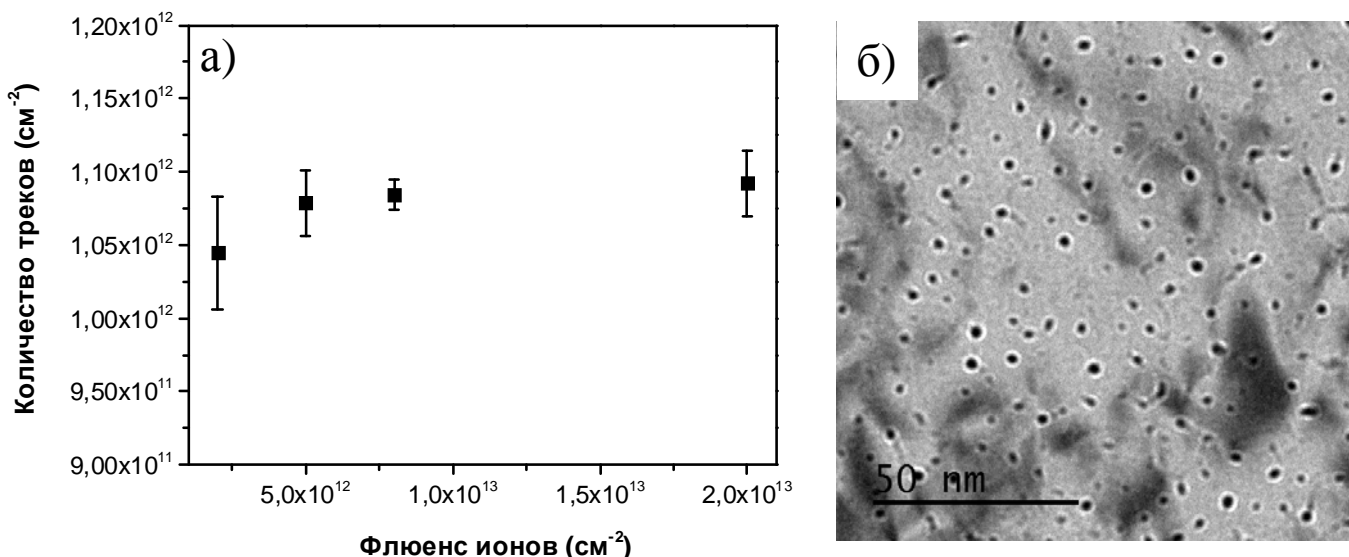 а)
Количество треков (см⁻²)
1,20x10¹²
1,15x10¹²
1,10x10¹²
1,05x10¹²
1,00x10¹²
9,50x10¹¹
9,00x10¹¹
5,0x10¹²
1,0x10¹³
1,5x10¹³
2,0x10¹³
Флюенс ионов (см⁻²)
б)
50 nm